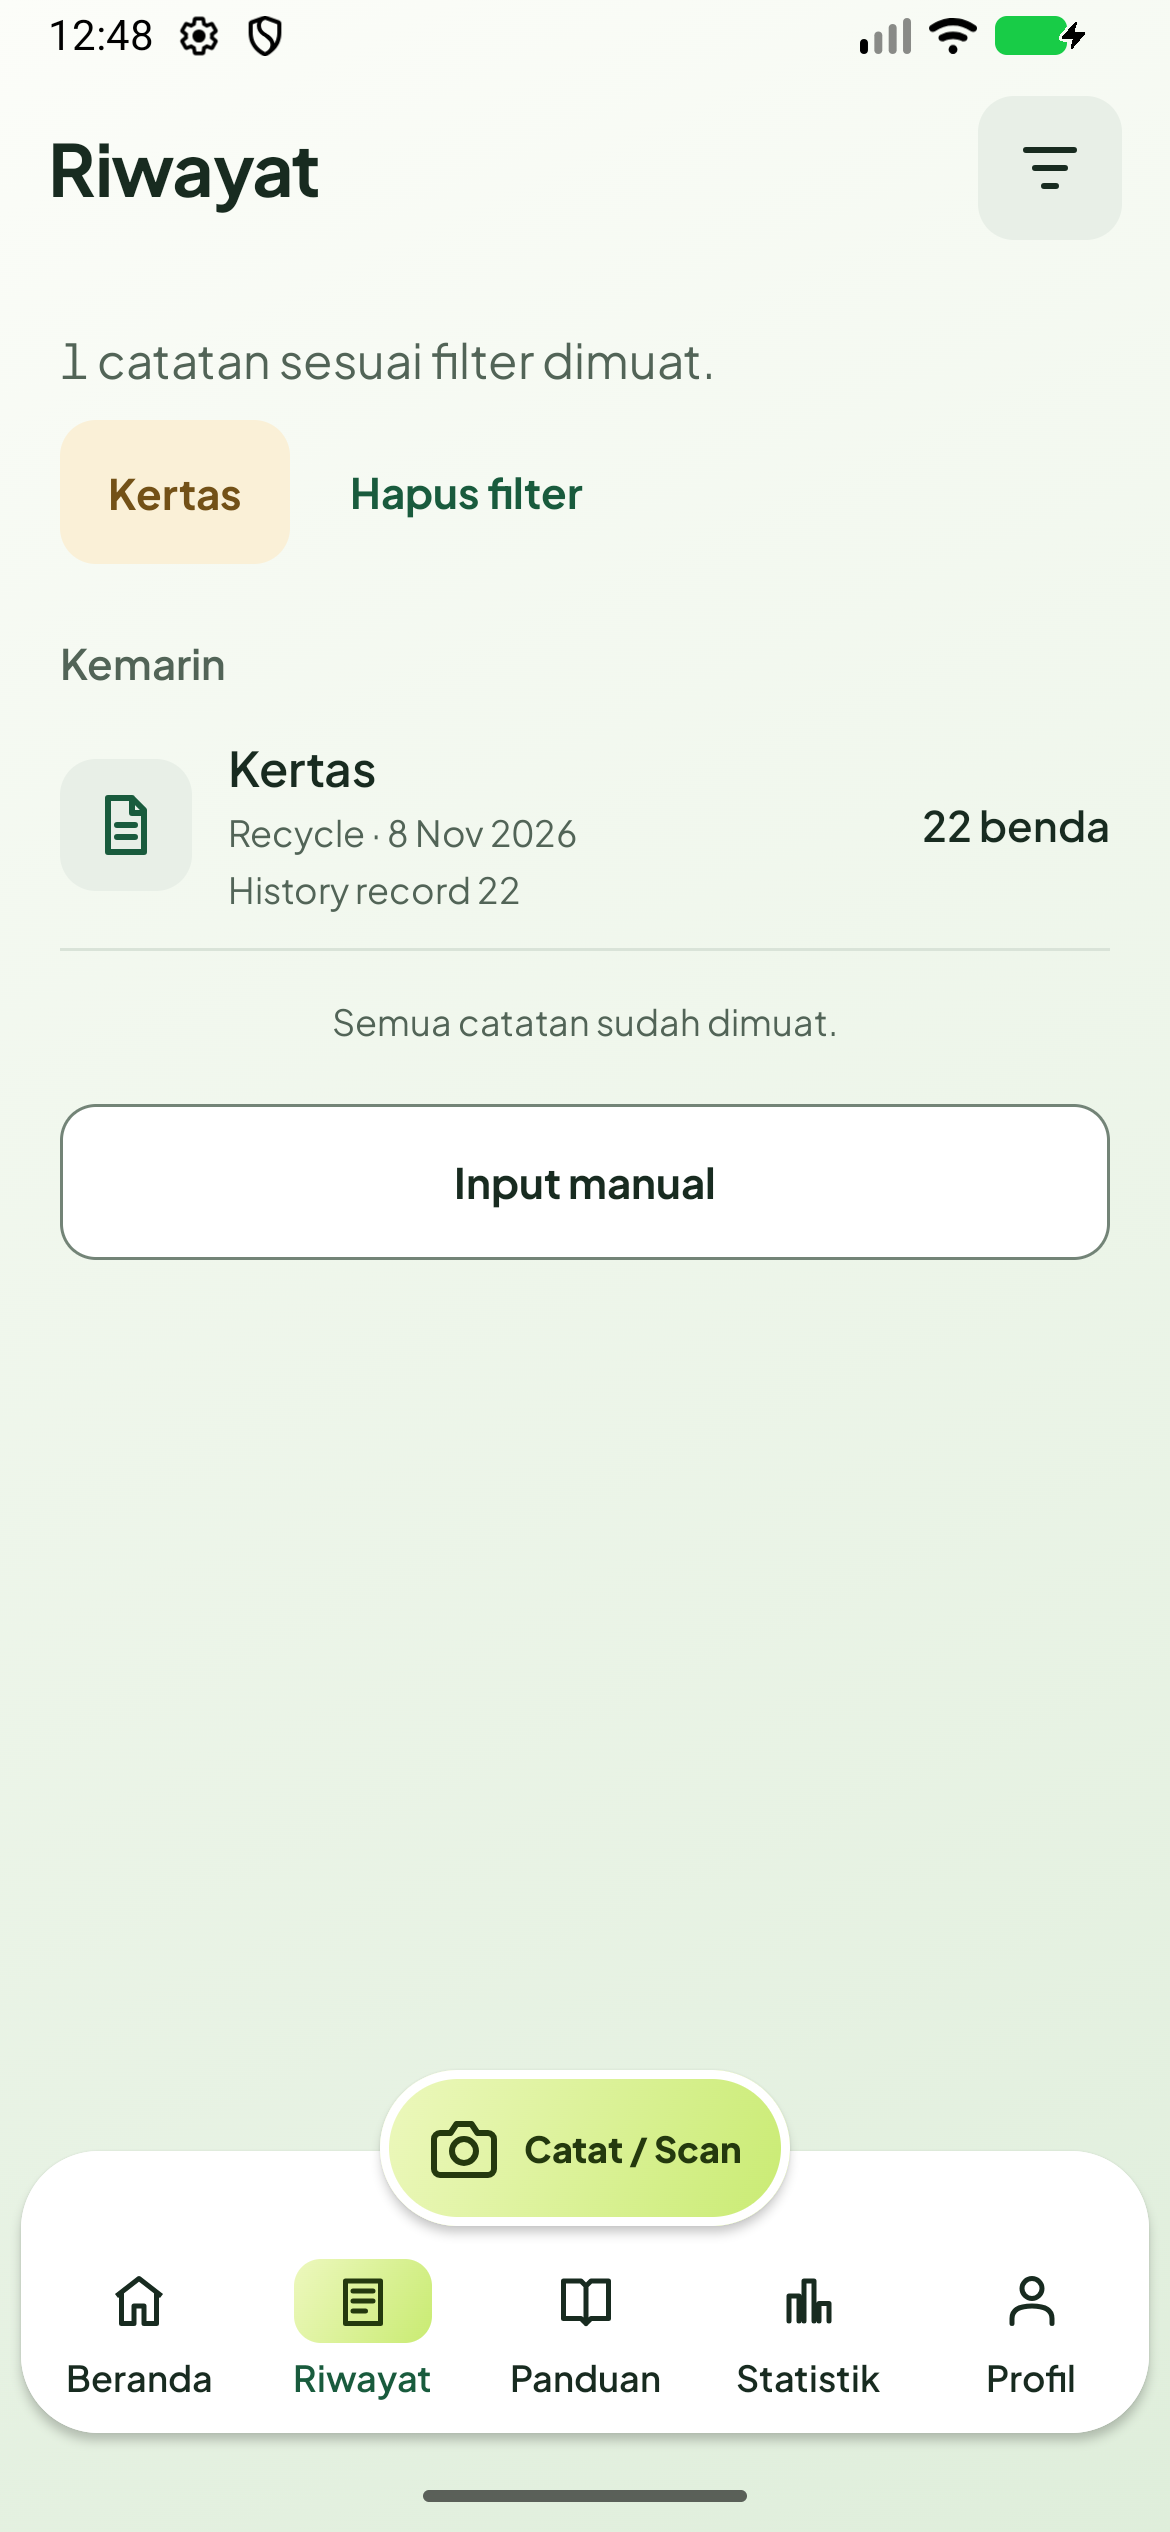 12:48
Riwayat
1 catatan sesuai filter dimuat.
Kertas
Hapus filter
Kemarin
Kertas
Recycle · 8 Nov 2026
History record 22
22 benda
Semua catatan sudah dimuat.
Input manual
Catat / Scan
Beranda
Riwayat
Panduan
Statistik
Profil